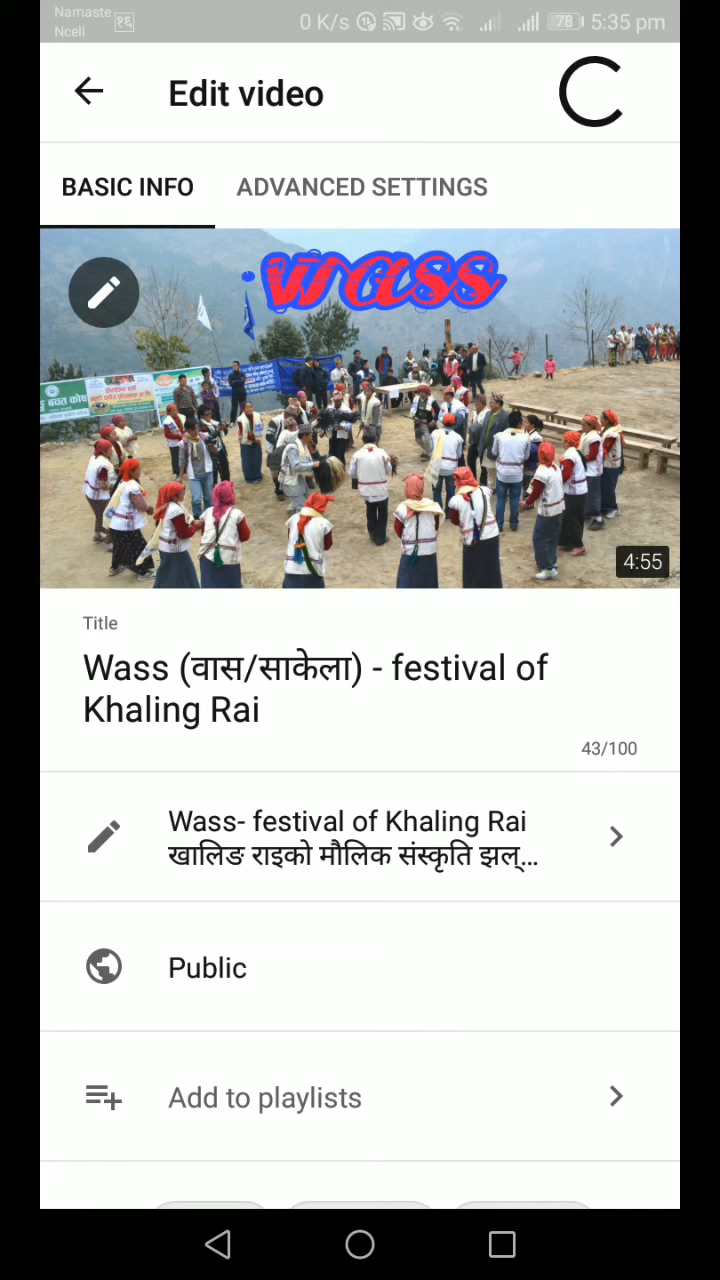 Namaste
Ncell
0 K/s 78 5:35 pm
Edit video
BASIC INFO ADVANCED SETTINGS
Wass
बचत कोष
4:55
Title
Wass (वास/साकेला) - festival of
Khaling Rai
43/100
Wass- festival of Khaling Rai
खालिङ राइको मौलिक संस्कृति झल्...
Public
Add to playlists